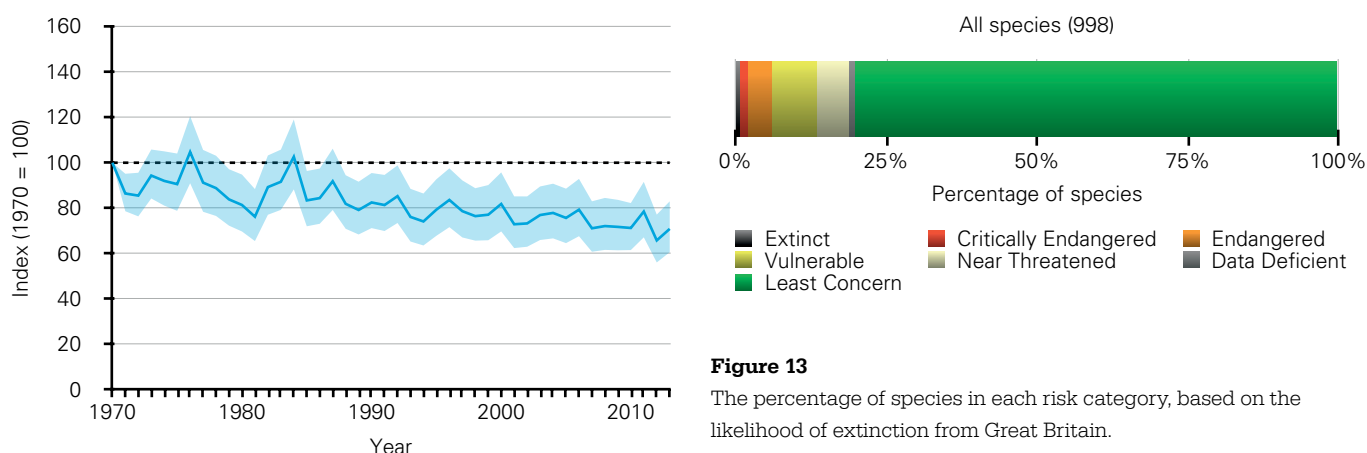 160
140
120
100
80
60
40
20
0
Index (1970 = 100)
1970
1980
1990
2000
2010
Year
All species (998)
0%
25%
50%
75%
100%
Percentage of species
Extinct
Critically Endangered
Endangered
Vulnerable
Near Threatened
Data Deficient
Least Concern
Figure 13
The percentage of species in each risk category, based on the
likelihood of extinction from Great Britain.